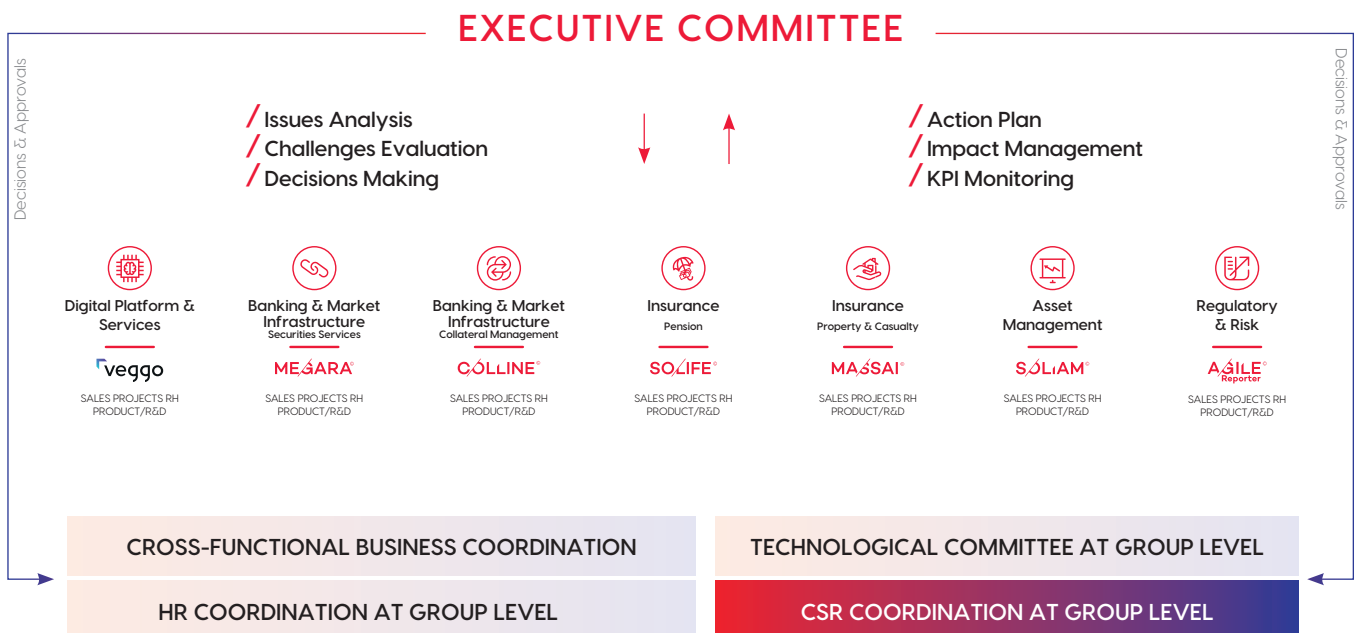 EXECUTIVE COMMITTEE
Decisions & Approvals
Decisions & Approvals
/ Issues Analysis
/ Challenges Evaluation
/ Decisions Making
/ Action Plan
/ Impact Management
/ KPI Monitoring
Digital Platform &
Services
veggo
SALES PROJECTS RH
PRODUCT/R&D
Banking & Market
Infrastructure
Securities Services
MEGARA©
SALES PROJECTS RH
PRODUCT/R&D
Banking & Market
Infrastructure
Collateral Management
COLLINE©
SALES PROJECTS RH
PRODUCT/R&D
Insurance
Pension
SOLIFE©
SALES PROJECTS RH
PRODUCT/R&D
Insurance
Property & Casualty
MASSAI©
SALES PROJECTS RH
PRODUCT/R&D
Asset
Management
SOLIAM©
SALES PROJECTS RH
PRODUCT/R&D
Regulatory
& Risk
AGILE©
Reporter
SALES PROJECTS RH
PRODUCT/R&D
CROSS-FUNCTIONAL BUSINESS COORDINATION
TECHNOLOGICAL COMMITTEE AT GROUP LEVEL
HR COORDINATION AT GROUP LEVEL
CSR COORDINATION AT GROUP LEVEL